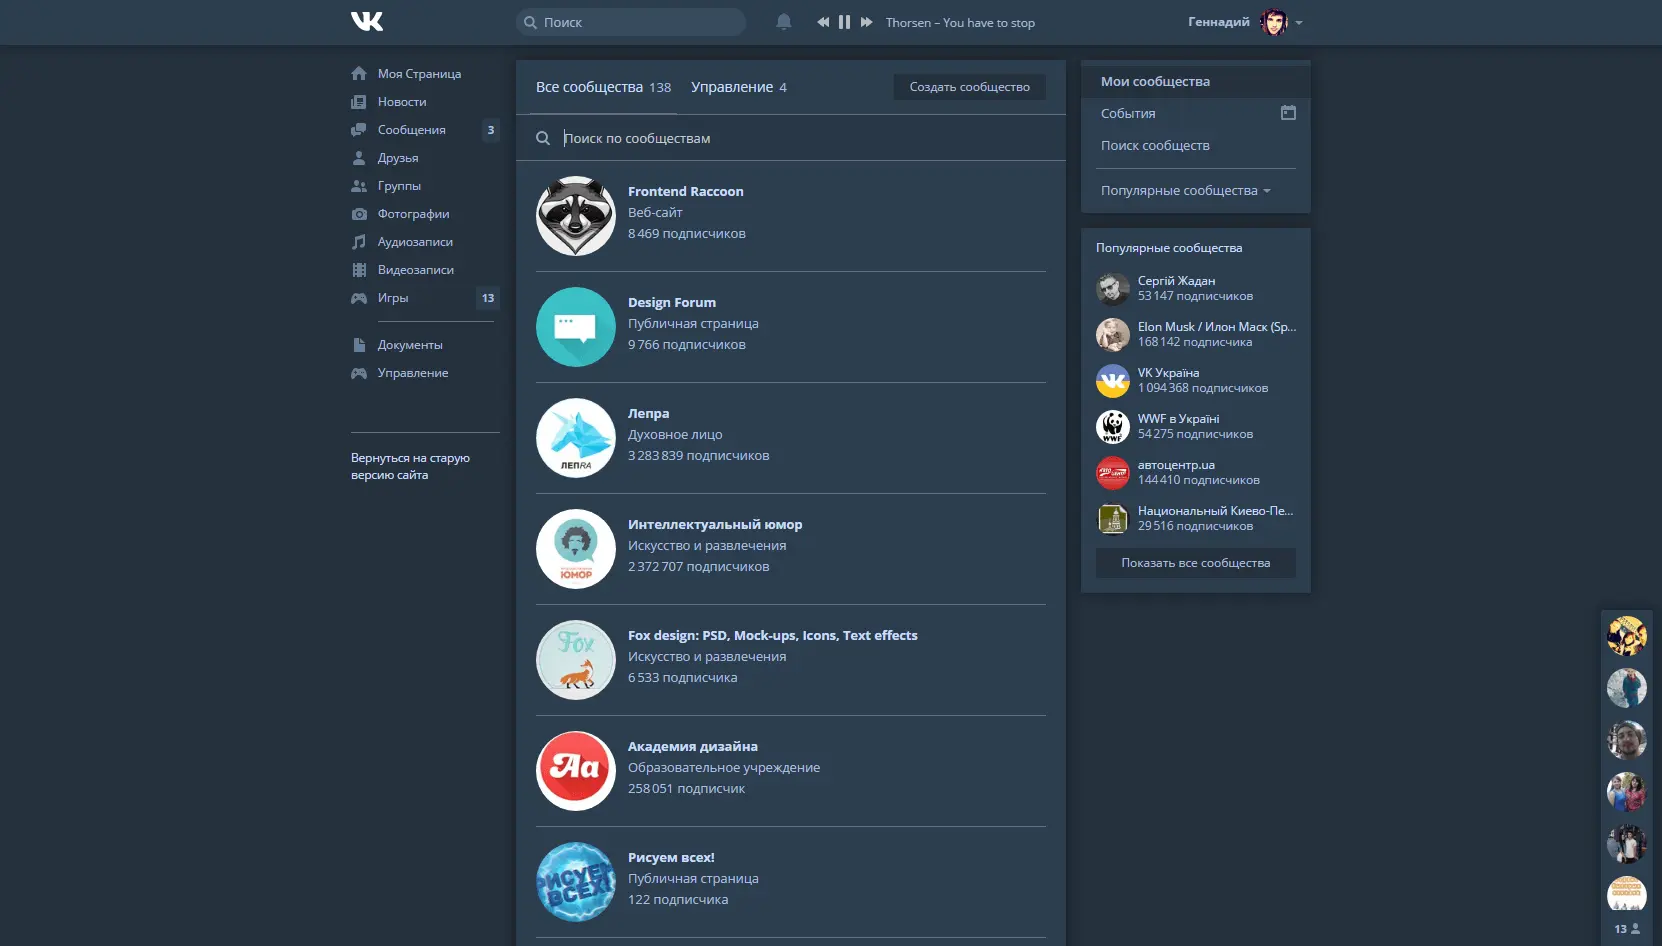 Поиск
Thorsen – You have to stop
Геннадий
Моя Страница
Новости
Сообщения 3
Друзья
Группы
Фотографии
Аудиозаписи
Видеозаписи
Игры 13
Документы
Управление
Вернуться на старую
версию сайта
Все сообщества 138 Управление 4
Создать сообщество
Поиск по сообществам
Frontend Raccoon
Веб-сайт
8 469 подписчиков
Design Forum
Публичная страница
9 766 подписчиков
ЛЕПRA
Лепра
Духовное лицо
3 283 839 подписчиков
ЮМОР
Интеллектуальный юмор
Искусство и развлечения
2 372 707 подписчиков
Fox
Fox design: PSD, Mock-ups, Icons, Text effects
Искусство и развлечения
6 533 подписчика
Aa
Академия дизайна
Образовательное учреждение
258 051 подписчик
РИСУЕМ
ВСЕХ!
Рисуем всех!
Публичная страница
122 подписчика
Мои сообщества
События
Поиск сообществ
Популярные сообщества
Популярные сообщества
Сергій Жадан
53 147 подписчиков
Elon Musk / Илон Маск (Sp...
168 142 подписчика
VK Україна
1 094 368 подписчиков
WWF
WWF в Україні
54 275 подписчиков
автоцентр.ua
144 410 подписчиков
Национальный Киево-Пе...
29 516 подписчиков
Показать все сообщества
13